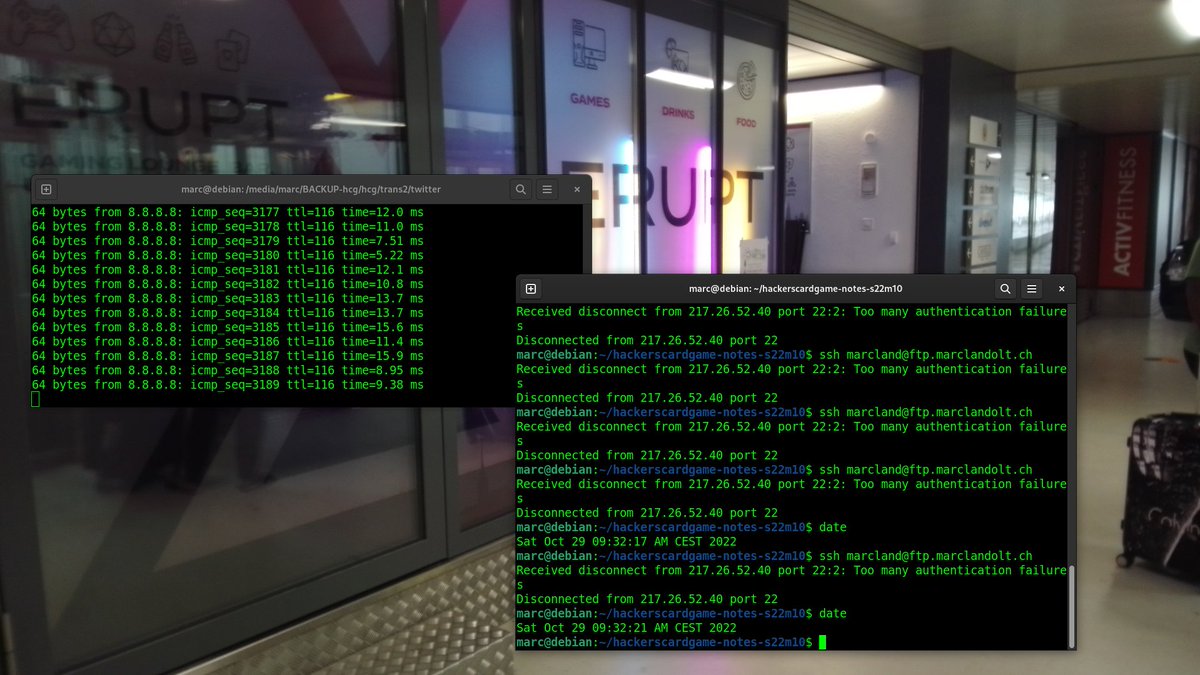 ERUPT
GAMING LOUNGE
GAMES
DRINKS
FOOD
ERUPT
ACTIVFITNESS
marc@debian: /media/marc/BACKUP-hcg/hcg/trans2/twitter
64 bytes from 8.8.8.8: icmp_seq=3177 ttl=116 time=12.0 ms
64 bytes from 8.8.8.8: icmp_seq=3178 ttl=116 time=11.0 ms
64 bytes from 8.8.8.8: icmp_seq=3179 ttl=116 time=7.51 ms
64 bytes from 8.8.8.8: icmp_seq=3180 ttl=116 time=5.22 ms
64 bytes from 8.8.8.8: icmp_seq=3181 ttl=116 time=12.1 ms
64 bytes from 8.8.8.8: icmp_seq=3182 ttl=116 time=10.8 ms
64 bytes from 8.8.8.8: icmp_seq=3183 ttl=116 time=13.7 ms
64 bytes from 8.8.8.8: icmp_seq=3184 ttl=116 time=13.7 ms
64 bytes from 8.8.8.8: icmp_seq=3185 ttl=116 time=15.6 ms
64 bytes from 8.8.8.8: icmp_seq=3186 ttl=116 time=11.4 ms
64 bytes from 8.8.8.8: icmp_seq=3187 ttl=116 time=15.9 ms
64 bytes from 8.8.8.8: icmp_seq=3188 ttl=116 time=8.95 ms
64 bytes from 8.8.8.8: icmp_seq=3189 ttl=116 time=9.38 ms
marc@debian: ~/hackerscardgame-notes-s22m10
Received disconnect from 217.26.52.40 port 22:2: Too many authentication failure
s
Disconnected from 217.26.52.40 port 22
marc@debian:~/hackerscardgame-notes-s22m10$ ssh marcland@ftp.marclandolt.ch
Received disconnect from 217.26.52.40 port 22:2: Too many authentication failure
s
Disconnected from 217.26.52.40 port 22
marc@debian:~/hackerscardgame-notes-s22m10$ ssh marcland@ftp.marclandolt.ch
Received disconnect from 217.26.52.40 port 22:2: Too many authentication failure
s
Disconnected from 217.26.52.40 port 22
marc@debian:~/hackerscardgame-notes-s22m10$ ssh marcland@ftp.marclandolt.ch
Received disconnect from 217.26.52.40 port 22:2: Too many authentication failure
s
Disconnected from 217.26.52.40 port 22
marc@debian:~/hackerscardgame-notes-s22m10$ date
Sat Oct 29 09:32:17 AM CEST 2022
marc@debian:~/hackerscardgame-notes-s22m10$ ssh marcland@ftp.marclandolt.ch
Received disconnect from 217.26.52.40 port 22:2: Too many authentication failure
s
Disconnected from 217.26.52.40 port 22
marc@debian:~/hackerscardgame-notes-s22m10$ date
Sat Oct 29 09:32:21 AM CEST 2022
marc@debian:~/hackerscardgame-notes-s22m10$